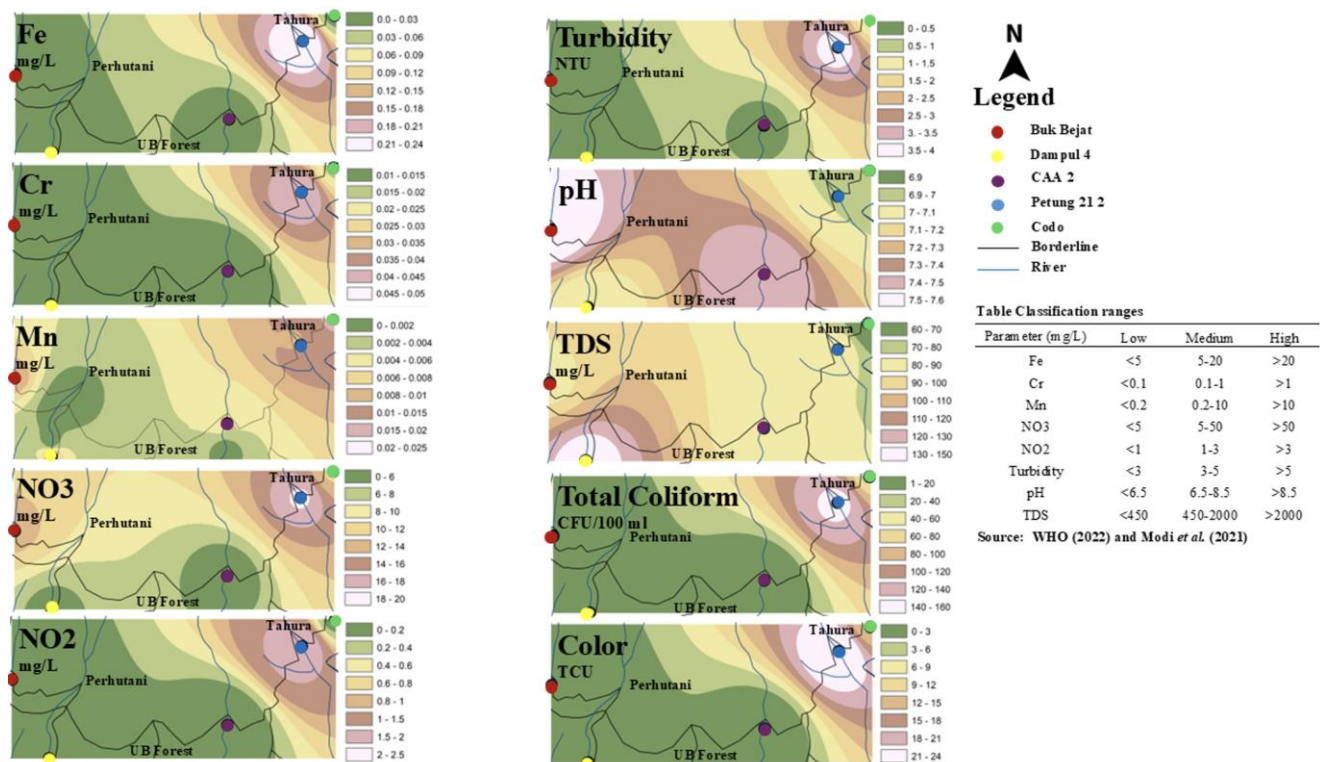 Fe
mg/L
Perhutani
Tahura
UB Forest
0.0 - 0.03
0.03 - 0.06
0.06 - 0.09
0.09 - 0.12
0.12 - 0.15
0.15 - 0.18
0.18 - 0.21
0.21 - 0.24
Cr
Perhutani
Tahura
UB Forest
0.01 - 0.015
0.015 - 0.02
0.02 - 0.025
0.025 - 0.03
0.03 - 0.035
0.035 - 0.04
0.04 - 0.045
0.045 - 0.05
Mn
mg/L
Perhutani
Tahura
UB Forest
0 - 0.002
0.002 - 0.004
0.004 - 0.006
0.006 - 0.008
0.008 - 0.01
0.01 - 0.015
0.015 - 0.02
0.02 - 0.025
NO3
mg/L
Perhutani
Tahura
UB Forest
0 - 6
6 - 8
8 - 10
10 - 12
12 - 14
14 - 16
16 - 18
18 - 20
NO2
mg/L
Perhutani
Tahura
UB Forest
0 - 0.2
0.2 - 0.4
0.4 - 0.6
0.6 - 0.8
0.8 - 1
1 - 1.5
1.5 - 2
2 - 2.5
Turbidity
NTU
Perhutani
Tahura
UB Forest
0 - 0.5
0.5 - 1
1 - 1.5
1.5 - 2
2 - 2.5
2.5 - 3
3. - 3.5
3.5 - 4
pH
Perhutani
Tahura
UB Forest
6.9
6.9 - 7
7 - 7.1
7.1 - 7.2
7.2 - 7.3
7.3 - 7.4
7.4 - 7.5
7.5 - 7.6
TDS
mg/L
Perhutani
Tahura
UB Forest
60 - 70
70 - 80
80 - 90
90 - 100
100 - 110
110 - 120
120 - 130
130 - 150
Total Coliform
CFU/100 ml
Perhutani
Tahura
UB Forest
1 - 20
20 - 40
40 - 60
60 - 80
80 - 100
100 - 120
120 - 140
140 - 160
Color
TCU
Perhutani
Tahura
UB Forest
0 - 3
3 - 6
6 - 9
9 - 12
12 - 15
15 - 18
18 - 21
21 - 24
N
Legend
Buk Bejat
Dampul 4
CAA 2
Petung 21 2
Codo
Borderline
River
Table Classification ranges
Parameter (mg/L) Low Medium High
Fe <5 5-20 >20
Cr <0.1 0.1-1 >1
Mn <0.2 0.2-10 >10
NO3 <5 5-50 >50
NO2 <1 1-3 >3
Turbidity <3 3-5 >5
pH <6.5 6.5-8.5 >8.5
TDS <450 450-2000 >2000
Source: WHO (2022) and Modi et al. (2021)